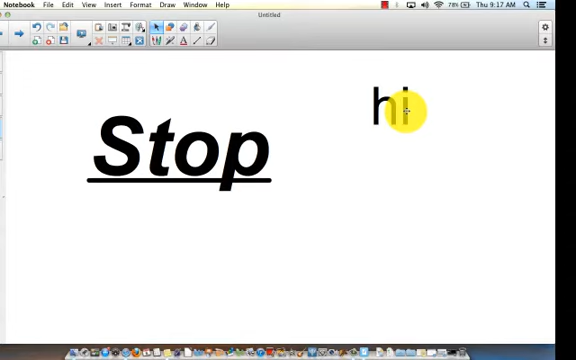 Notebook File Edit View Insert Format Draw Window Help
78% Thu 9:17 AM
Untitled
hi
Stop